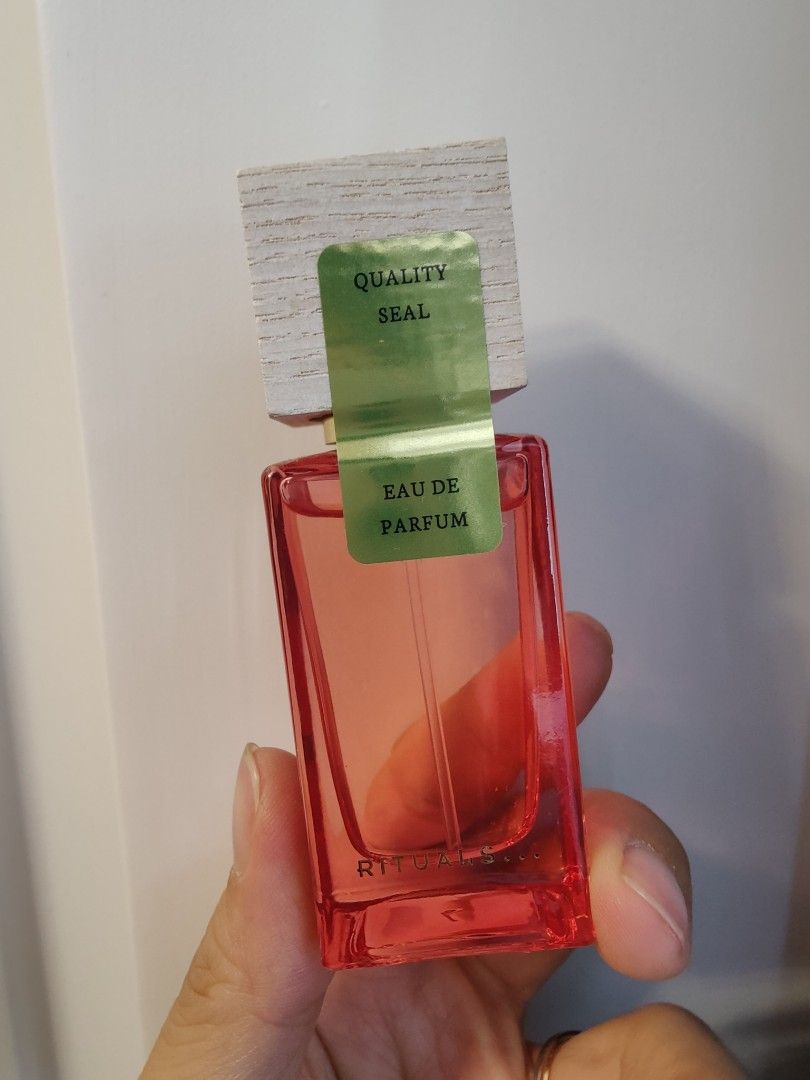 QUALITY
SEAL
EAU DE
PARFUM
RITUALS...